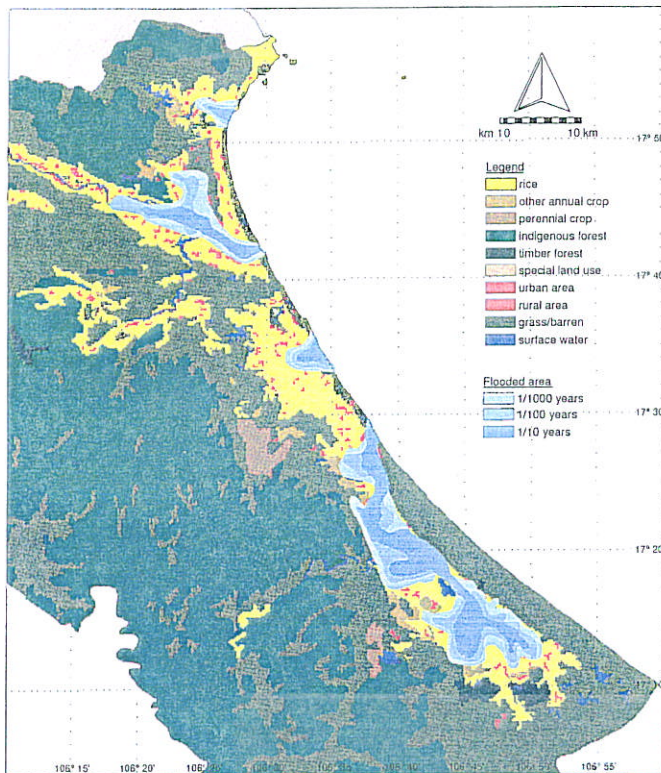 km 10 10 km
17° 50
Legend
rice
other annual crop
perennial crop
indigenous forest
timber forest
special land use
urban area
rural area
grass/barren
surface water
17° 40
Flooded area
1/1000 years
1/100 years
1/10 years
17° 30
17° 20
106° 15' 106° 20' 106° 55'